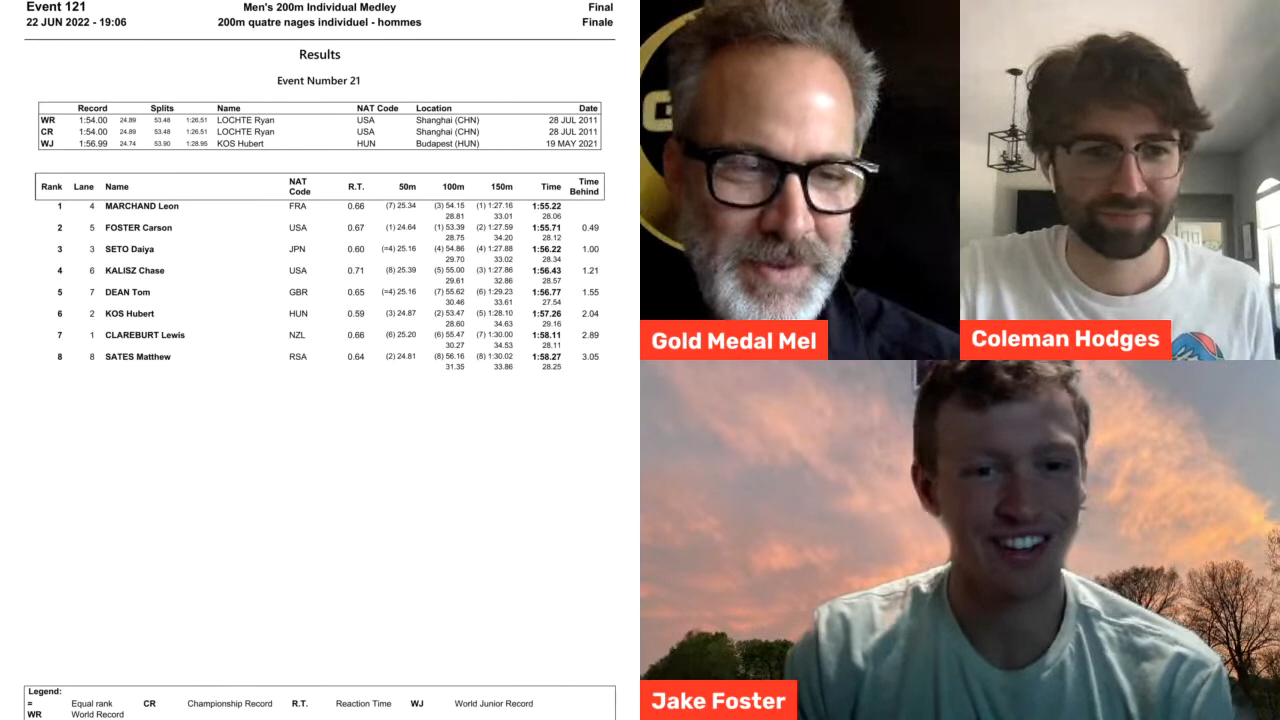 Event 121 Men's 200m Individual Medley Final
22 JUN 2022 - 19:06 200m quatre nages individuel - hommes Finale
Results
Event Number 21
Record Splits Name NAT Code Location Date
WR 1:54.00 24.89 53.48 1:26.51 LOCHTE Ryan USA Shanghai (CHN) 28 JUL 2011
CR 1:54.00 24.89 53.48 1:26.51 LOCHTE Ryan USA Shanghai (CHN) 28 JUL 2011
WJ 1:56.99 24.74 53.90 1:28.95 KOS Hubert HUN Budapest (HUN) 19 MAY 2021
Rank Lane Name NAT Code R.T. 50m 100m 150m Time Time Behind
1 4 MARCHAND Leon FRA 0.66 (7) 25.34 (3) 54.15 (1) 1:27.16 1:55.22
28.81 33.01 28.06
2 5 FOSTER Carson USA 0.67 (1) 24.64 (1) 53.39 (2) 1:27.59 1:55.71 0.49
28.75 34.20 28.12
3 3 SETO Daiya JPN 0.60 (=4) 25.16 (4) 54.86 (4) 1:27.88 1:56.22 1.00
29.70 33.02 28.34
4 6 KALISZ Chase USA 0.71 (8) 25.39 (5) 55.00 (3) 1:27.86 1:56.43 1.21
29.61 32.86 28.57
5 7 DEAN Tom GBR 0.65 (=4) 25.16 (7) 55.62 (6) 1:29.23 1:56.77 1.55
30.46 33.61 27.54
6 2 KOS Hubert HUN 0.59 (3) 24.87 (2) 53.47 (5) 1:28.10 1:57.26 2.04
28.60 34.63 29.16
7 1 CLAREBURT Lewis NZL 0.66 (6) 25.20 (6) 55.47 (7) 1:30.00 1:58.11 2.89
30.27 34.53 28.11
8 8 SATES Matthew RSA 0.64 (2) 24.81 (8) 56.16 (8) 1:30.02 1:58.27 3.05
31.35 33.86 28.25
Legend:
= Equal rank CR Championship Record R.T. Reaction Time WJ World Junior Record
WR World Record
Gold Medal Mel
Coleman Hodges
Jake Foster